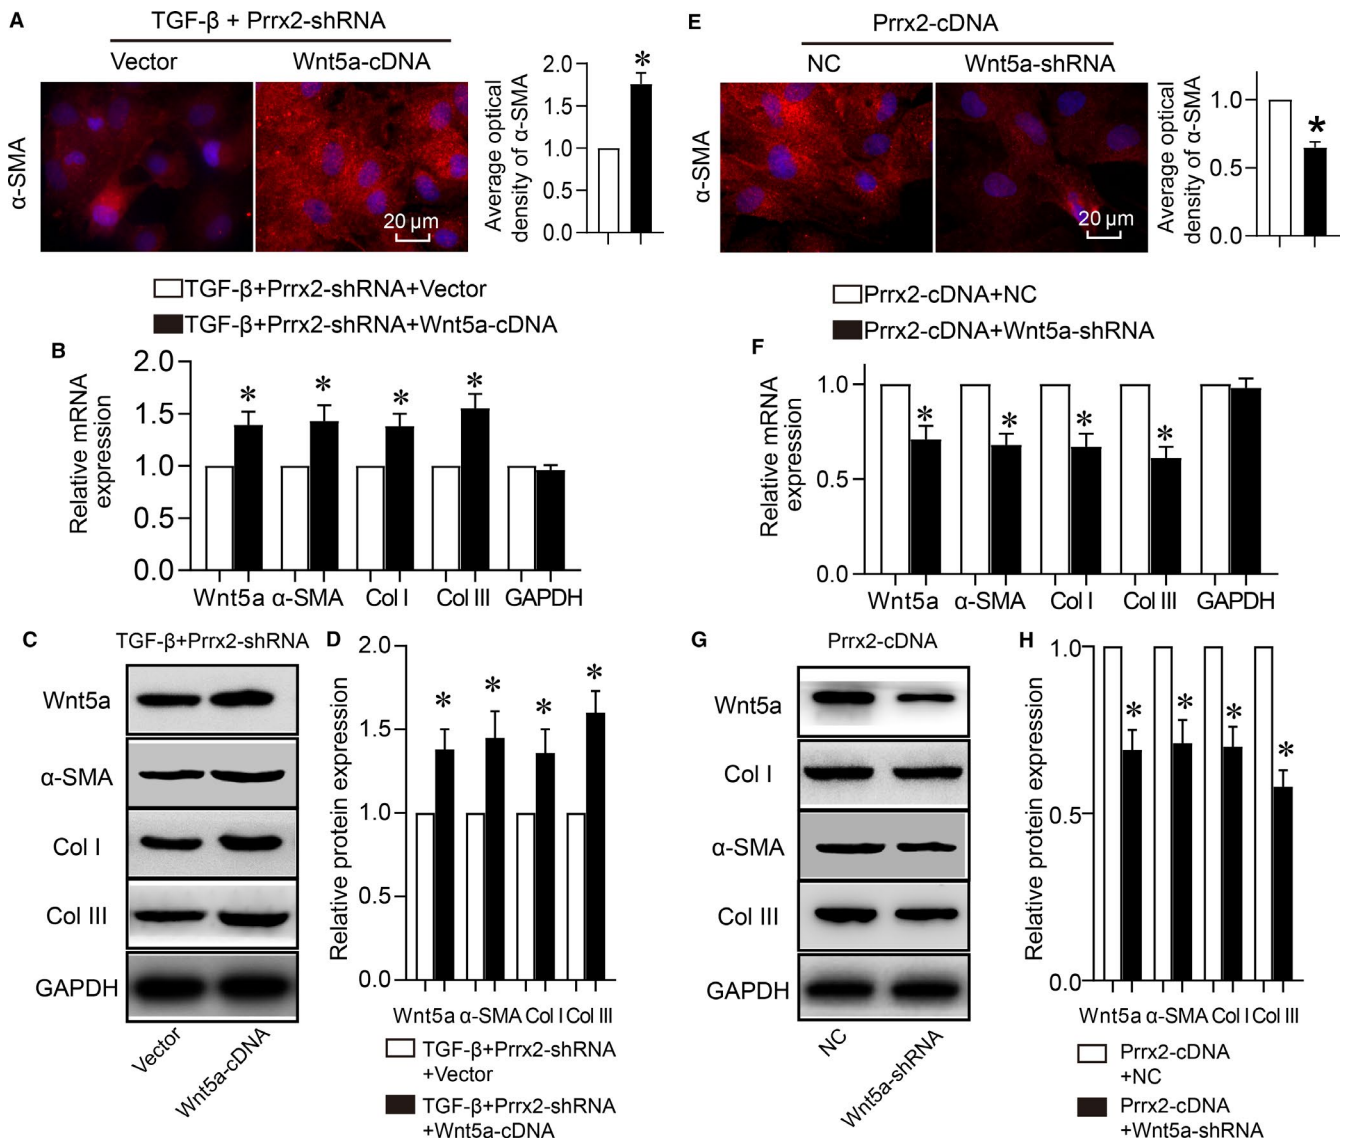 A
TGF-β + Prrx2-shRNA
Vector
Wnt5a-cDNA
α-SMA
20 μm
Average optical
density of α-SMA
2.0
1.5
1.0
0.5
0.0
*
TGF-β+Prrx2-shRNA+Vector
TGF-β+Prrx2-shRNA+Wnt5a-cDNA
B
Relative mRNA
expression
2.0
1.5
1.0
0.5
0.0
* * * *
Wnt5a α-SMA Col I Col III GAPDH
C
TGF-β+Prrx2-shRNA
Wnt5a
α-SMA
Col I
Col III
GAPDH
Vector
Wnt5a-cDNA
D
Relative protein expression
2.0
1.5
1.0
0.5
0.0
* * * *
Wnt5a α-SMA Col I Col III
TGF-β+Prrx2-shRNA
+Vector
TGF-β+Prrx2-shRNA
+Wnt5a-cDNA
E
Prrx2-cDNA
NC
Wnt5a-shRNA
α-SMA
20 μm
Average optical
density of α-SMA
1.0
0.5
0.0
*
Prrx2-cDNA+NC
Prrx2-cDNA+Wnt5a-shRNA
F
Relative mRNA
expression
1.0
0.5
0.0
* * * *
Wnt5a α-SMA Col I Col III GAPDH
G
Prrx2-cDNA
Wnt5a
Col I
α-SMA
Col III
GAPDH
NC
Wnt5a-shRNA
H
Relative protein expression
1.0
0.5
0.0
* * * *
Wnt5a α-SMA Col I Col III
Prrx2-cDNA
+NC
Prrx2-cDNA
+Wnt5a-shRNA